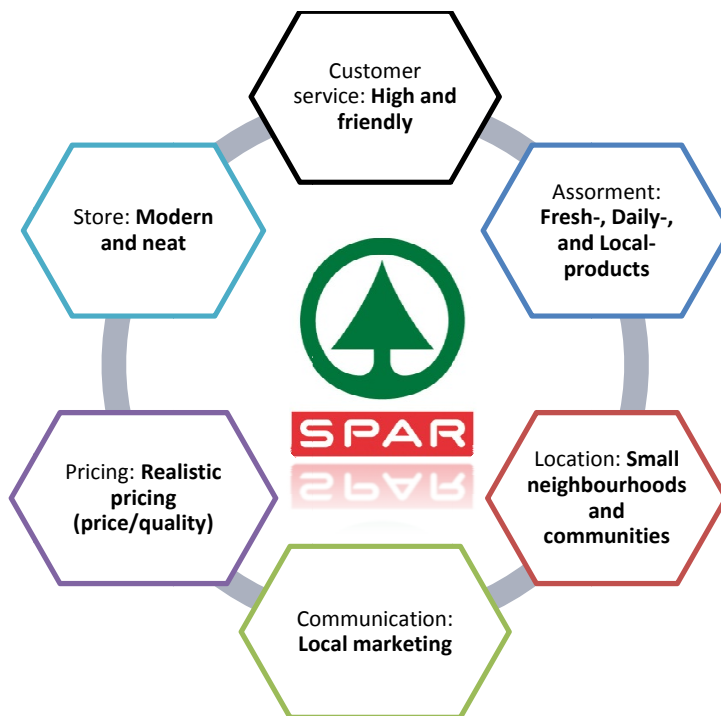 Customer
service: High and
friendly
Assorment:
Fresh-, Daily-,
and Local-
products
Location: Small
neighbourhoods
and
communities
Communication:
Local marketing
Pricing: Realistic
pricing
(price/quality)
Store: Modern
and neat
SPAR